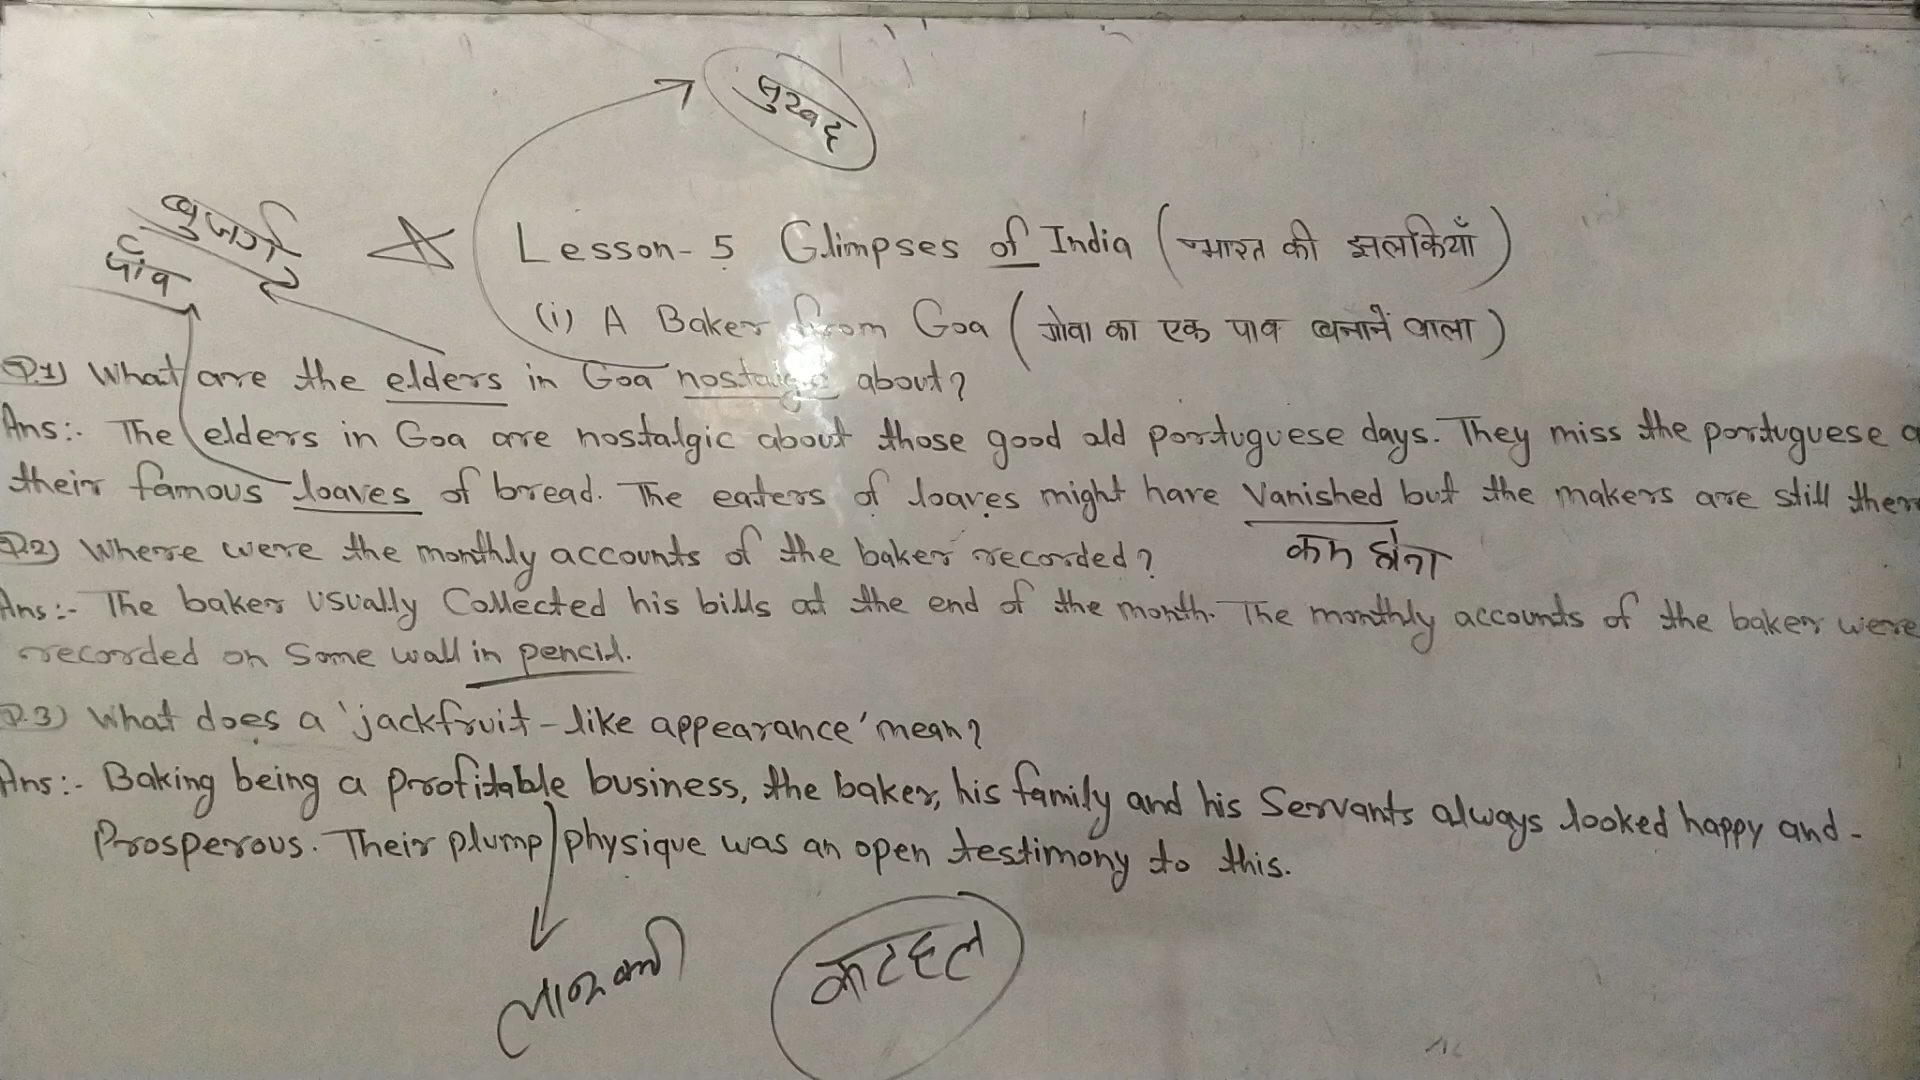 सुखद
बुजुर्ग
पाव
Lesson- 5 Glimpses of India (भारत की झलकियाँ)
(i) A Baker from Goa (गोवा का एक पाव बनानें वाला)
Q.1) What are the elders in Goa nostalgic about?
Ans:- The elders in Goa are nostalgic about those good old portuguese days. They miss the portuguese
their famous loaves of bread. The eaters of loaves might have Vanished but the makers are still there
कम होना
Q.2) Where were the monthly accounts of the baker recorded?
Ans:- The baker usually Collected his bills at the end of the month. The monthly accounts of the baker were
recorded on Some wall in pencil.
Q.3) What does a 'jackfruit-like appearance' mean?
Ans:- Baking being a profitable business, the baker, his family and his Servants always looked happy and-
Prosperous. Their plump physique was an open testimony to this.
कटहल